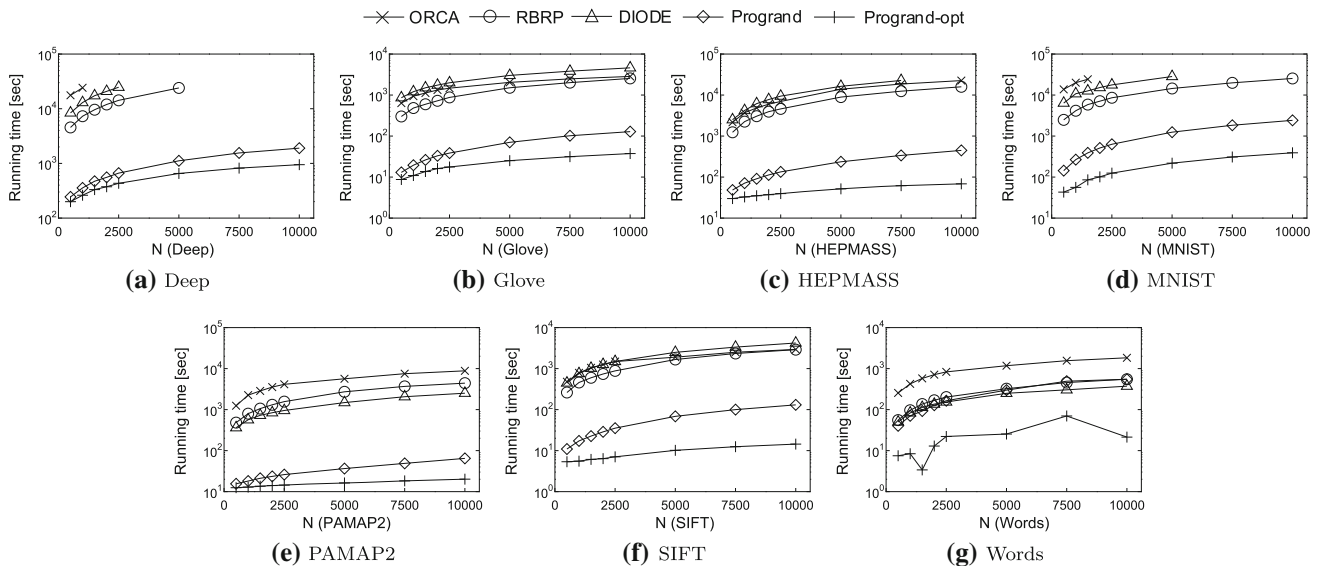 ORCA RBRP DIODE Progrand Progrand-opt
Running time [sec]
10^5
10^4
10^3
10^2
0 2500 5000 7500 10000
N (Deep)
(a) Deep
Running time [sec]
10^4
10^3
10^2
10^1
10^0
0 2500 5000 7500 10000
N (Glove)
(b) Glove
Running time [sec]
10^5
10^4
10^3
10^2
10^1
0 2500 5000 7500 10000
N (HEPMASS)
(c) HEPMASS
Running time [sec]
10^5
10^4
10^3
10^2
10^1
0 2500 5000 7500 10000
N (MNIST)
(d) MNIST
Running time [sec]
10^5
10^4
10^3
10^2
10^1
0 2500 5000 7500 10000
N (PAMAP2)
(e) PAMAP2
Running time [sec]
10^4
10^3
10^2
10^1
10^0
0 2500 5000 7500 10000
N (SIFT)
(f) SIFT
Running time [sec]
10^4
10^3
10^2
10^1
10^0
0 2500 5000 7500 10000
N (Words)
(g) Words